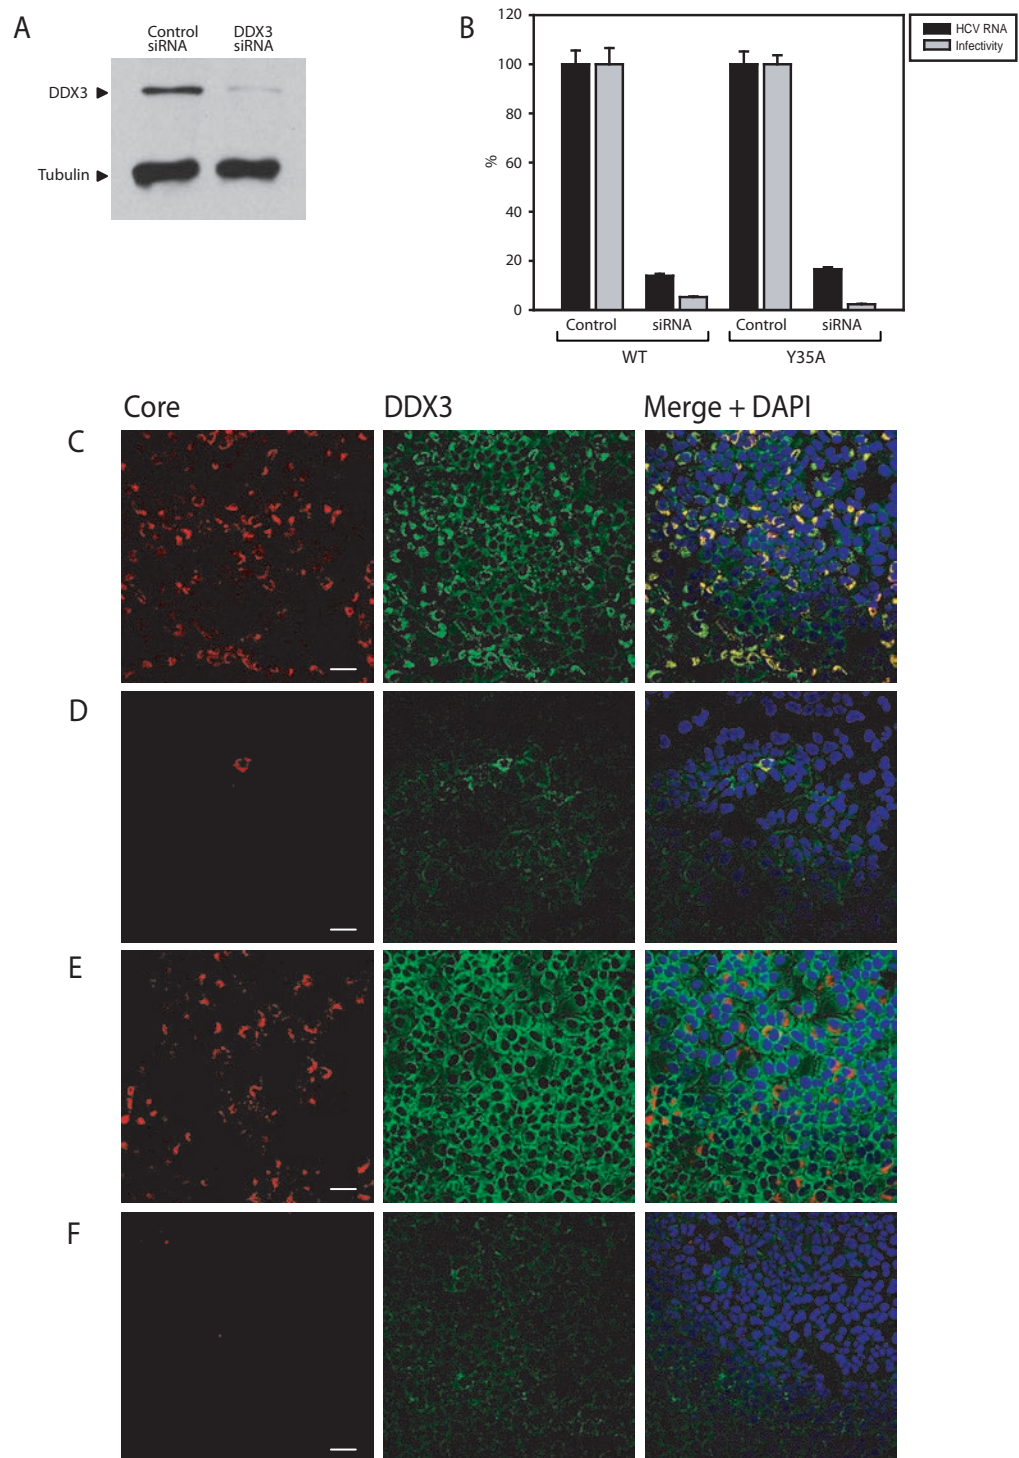 A
Control siRNA
DDX3 siRNA
DDX3
Tubulin
B
120
100
80
60
40
20
0
%
HCV RNA
Infectivity
Control
siRNA
Control
siRNA
WT
Y35A
Core
DDX3
Merge + DAPI
C
D
E
F